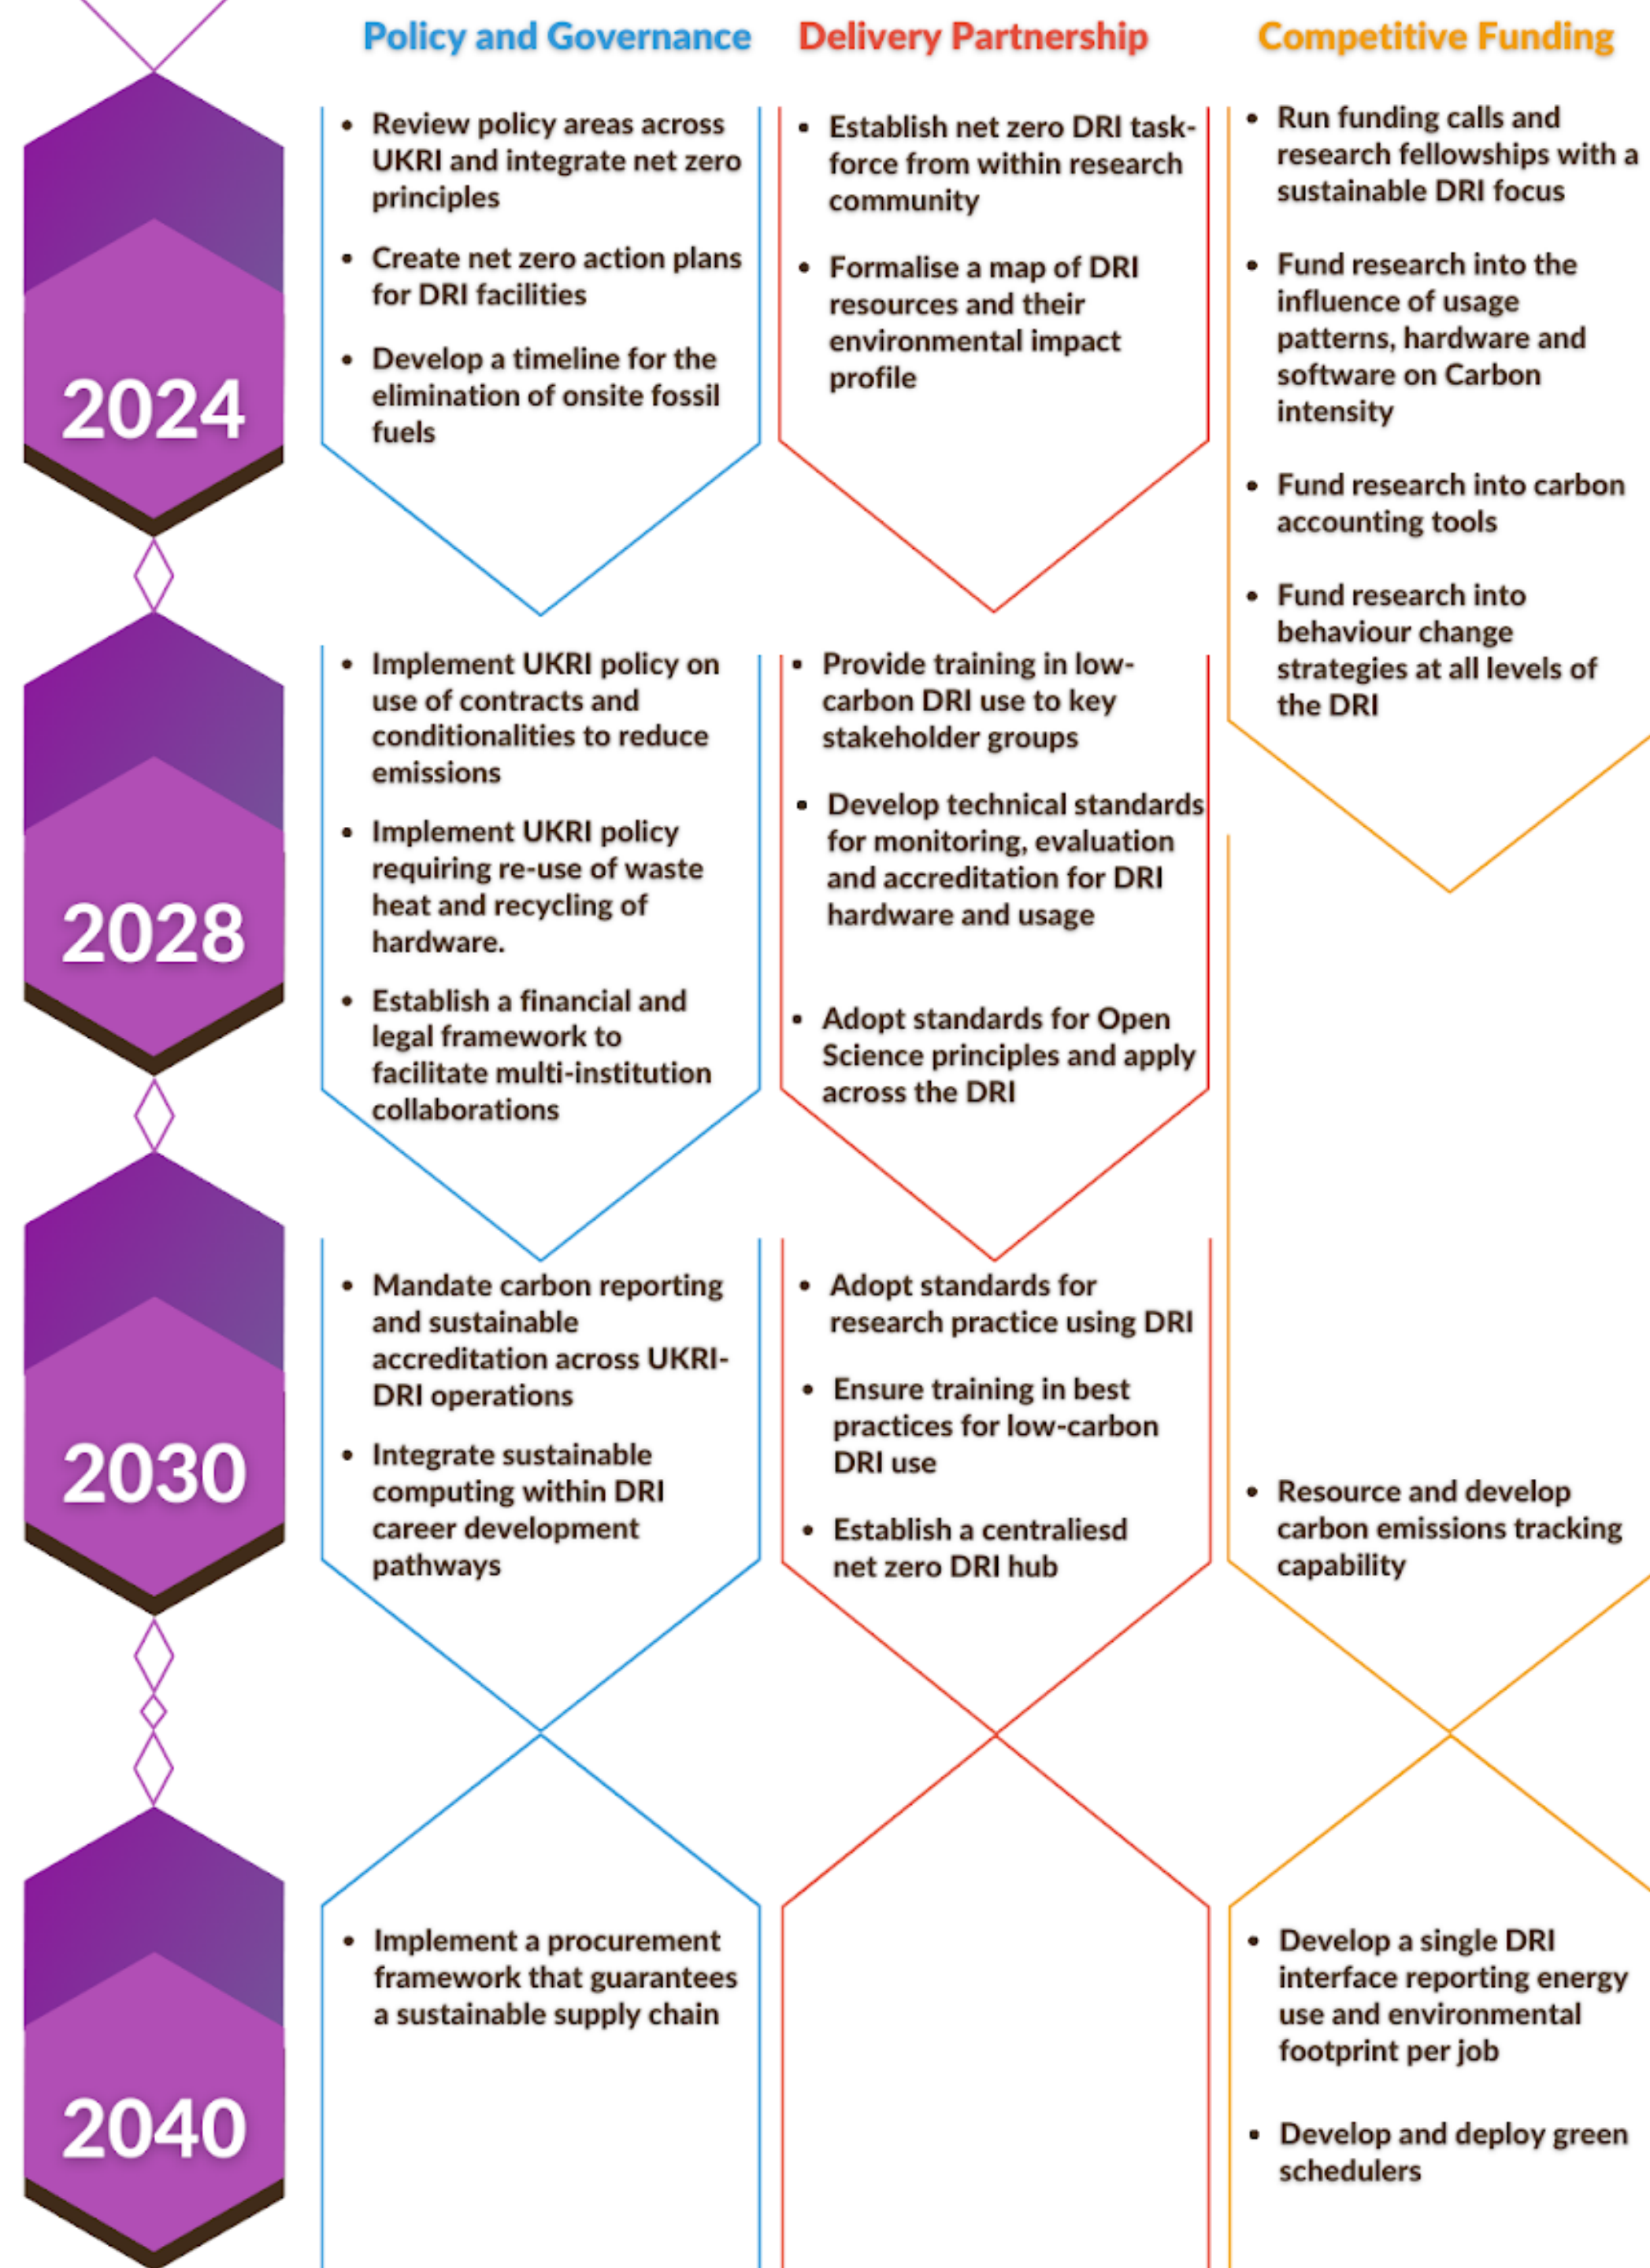 Policy and Governance
Delivery Partnership
Competitive Funding
2024
• Review policy areas across
UKRI and integrate net zero
principles
• Create net zero action plans
for DRI facilities
• Develop a timeline for the
elimination of onsite fossil
fuels
• Establish net zero DRI task-
force from within research
community
• Formalise a map of DRI
resources and their
environmental impact
profile
• Run funding calls and
research fellowships with a
sustainable DRI focus
• Fund research into the
influence of usage
patterns, hardware and
software on Carbon
intensity
• Fund research into carbon
accounting tools
• Fund research into
behaviour change
strategies at all levels of
the DRI
2028
• Implement UKRI policy on
use of contracts and
conditionalities to reduce
emissions
• Implement UKRI policy
requiring re-use of waste
heat and recycling of
hardware.
• Establish a financial and
legal framework to
facilitate multi-institution
collaborations
• Provide training in low-
carbon DRI use to key
stakeholder groups
• Develop technical standards
for monitoring, evaluation
and accreditation for DRI
hardware and usage
• Adopt standards for Open
Science principles and apply
across the DRI
2030
• Mandate carbon reporting
and sustainable
accreditation across UKRI-
DRI operations
• Integrate sustainable
computing within DRI
career development
pathways
• Adopt standards for
research practice using DRI
• Ensure training in best
practices for low-carbon
DRI use
• Establish a centraliesd
net zero DRI hub
• Resource and develop
carbon emissions tracking
capability
2040
• Implement a procurement
framework that guarantees
a sustainable supply chain
• Develop a single DRI
interface reporting energy
use and environmental
footprint per job
• Develop and deploy green
schedulers